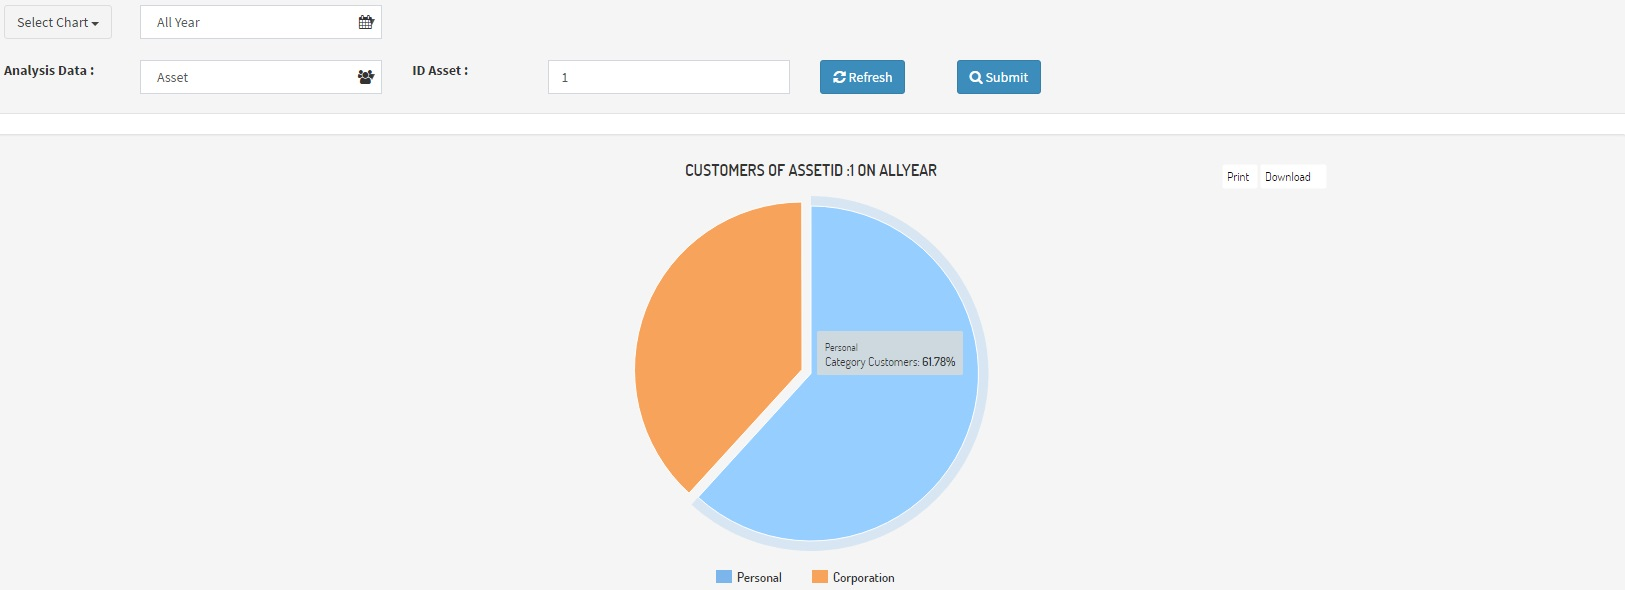 Select Chart
All Year
Analysis Data :
Asset
ID Asset :
1
Refresh
Submit
CUSTOMERS OF ASSETID :1 ON ALLYEAR
Print
Download
Personal
Category Customers: 61.78%
Personal
Corporation